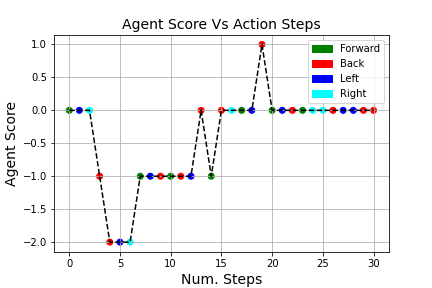 Agent Score Vs Action Steps
Agent Score
1.0
0.5
0.0
−0.5
−1.0
−1.5
−2.0
Forward
Back
Left
Right
0 5 10 15 20 25 30
Num. Steps